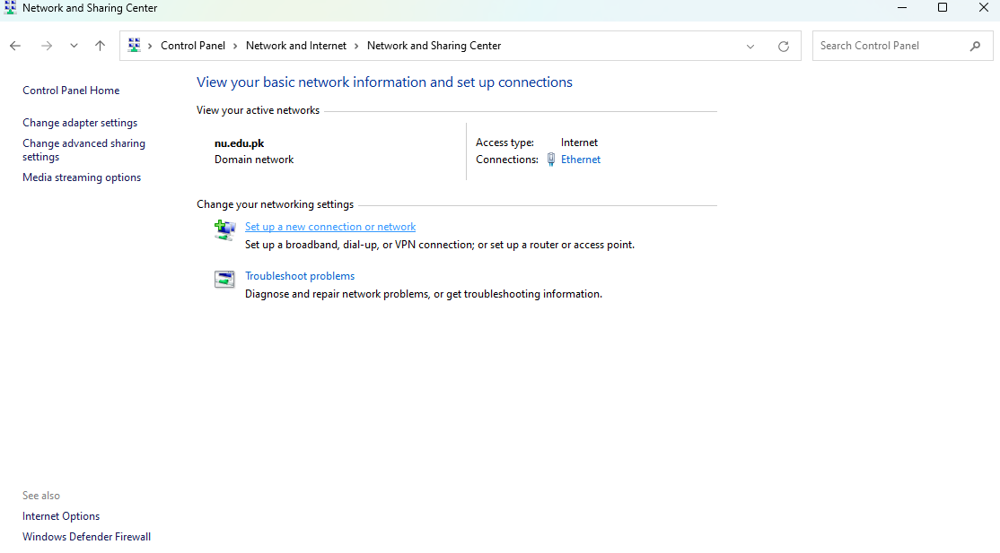 Network and Sharing Center
Control Panel > Network and Internet > Network and Sharing Center
Search Control Panel
Control Panel Home
Change adapter settings
Change advanced sharing
settings
Media streaming options
View your basic network information and set up connections
View your active networks
nu.edu.pk
Domain network
Access type: Internet
Connections: Ethernet
Change your networking settings
Set up a new connection or network
Set up a broadband, dial-up, or VPN connection; or set up a router or access point.
Troubleshoot problems
Diagnose and repair network problems, or get troubleshooting information.
See also
Internet Options
Windows Defender Firewall